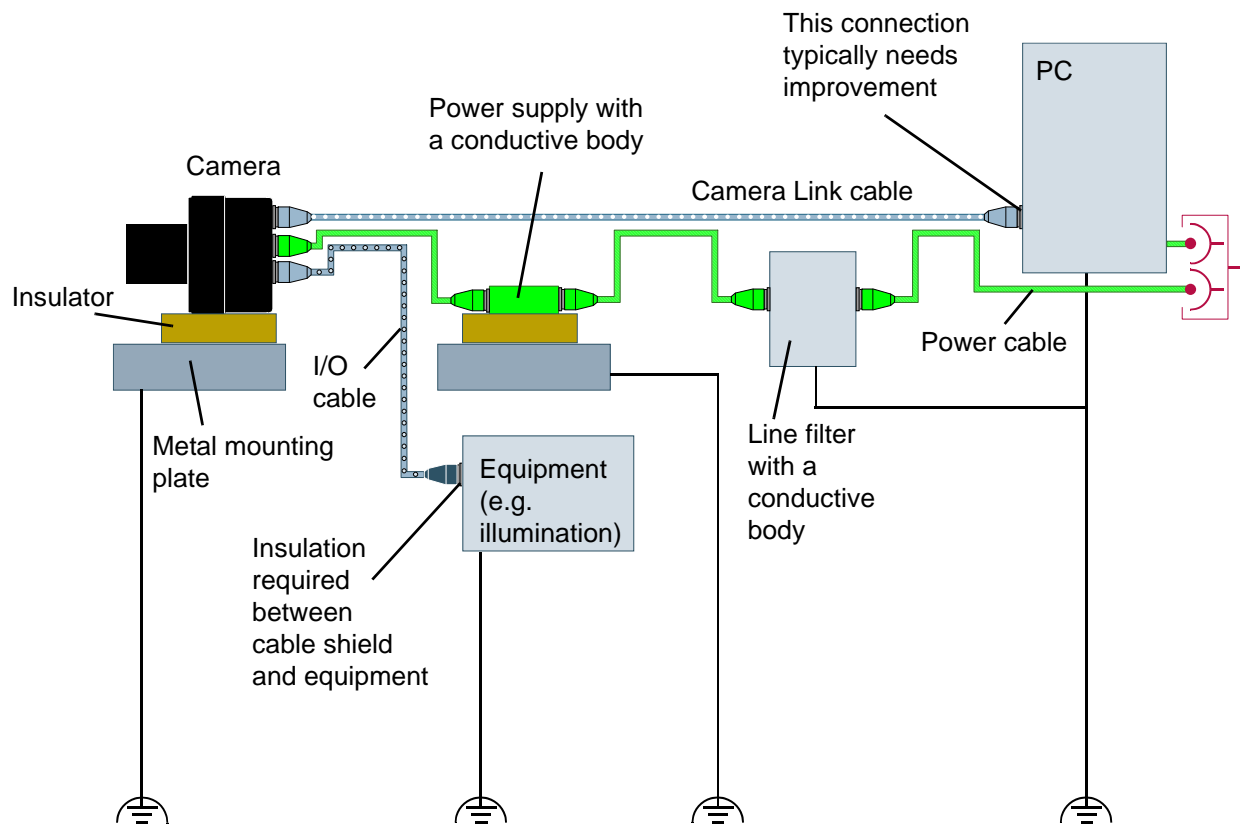 This connection
typically needs
improvement
PC
Power supply with
a conductive body
Camera
Camera Link cable
Insulator
I/O
cable
Power cable
Metal mounting
plate
Line filter
with a
conductive
body
Equipment
(e.g.
illumination)
Insulation
required
between
cable shield
and equipment